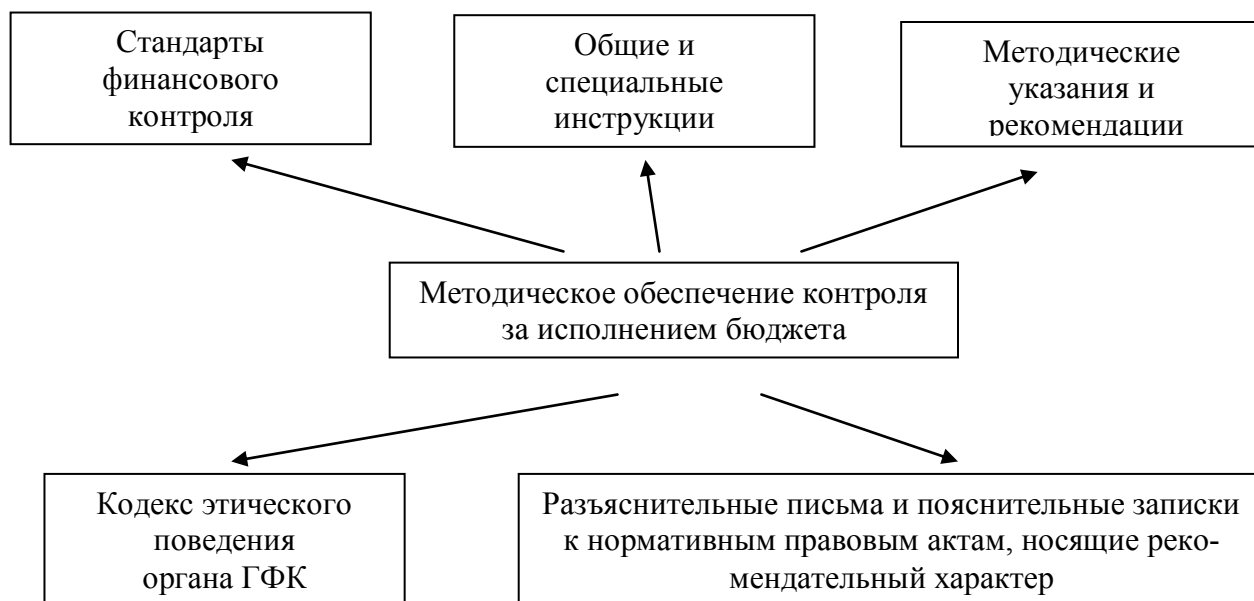 Стандарты
финансового
контроля
Общие и
специальные
инструкции
Методические
указания и
рекомендации
Методическое обеспечение контроля
за исполнением бюджета
Кодекс этического
поведения
органа ГФК
Разъяснительные письма и пояснительные записки
к нормативным правовым актам, носящие реко-
мендательный характер